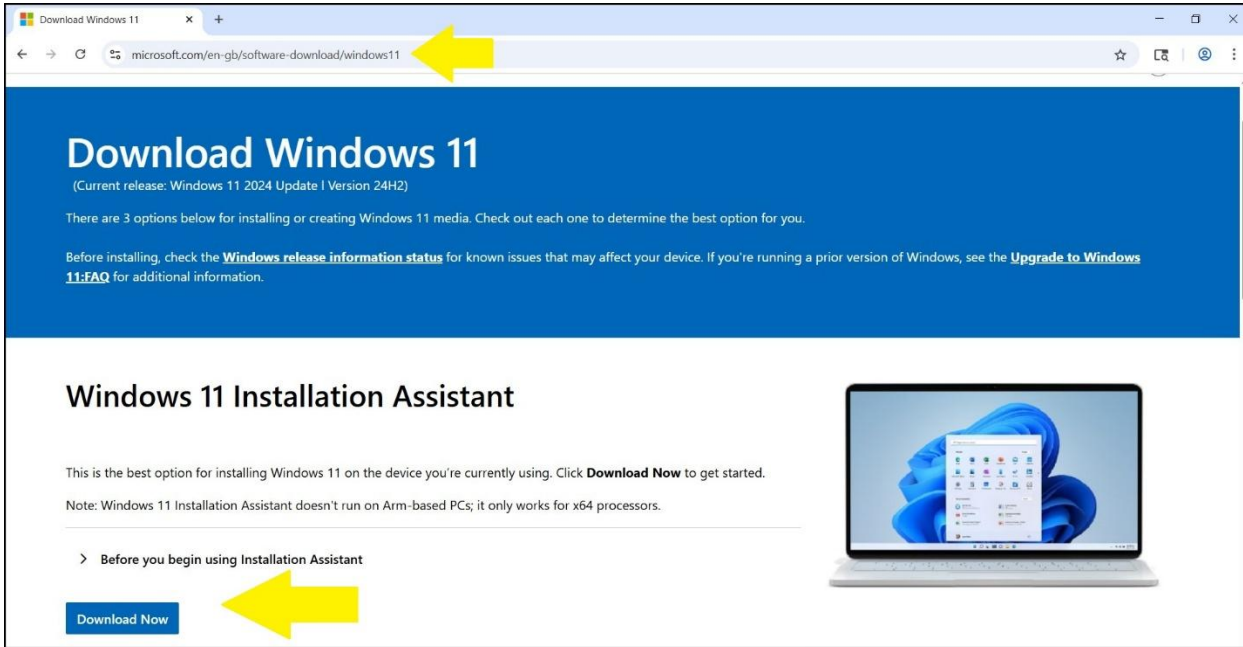 Download Windows 11
microsoft.com/en-gb/software-download/windows11
Download Windows 11
(Current release: Windows 11 2024 Update l Version 24H2)
There are 3 options below for installing or creating Windows 11 media. Check out each one to determine the best option for you.
Before installing, check the Windows release information status for known issues that may affect your device. If you're running a prior version of Windows, see the Upgrade to Windows
11:FAQ for additional information.
Windows 11 Installation Assistant
This is the best option for installing Windows 11 on the device you're currently using. Click Download Now to get started.
Note: Windows 11 Installation Assistant doesn't run on Arm-based PCs; it only works for x64 processors.
Before you begin using Installation Assistant
Download Now